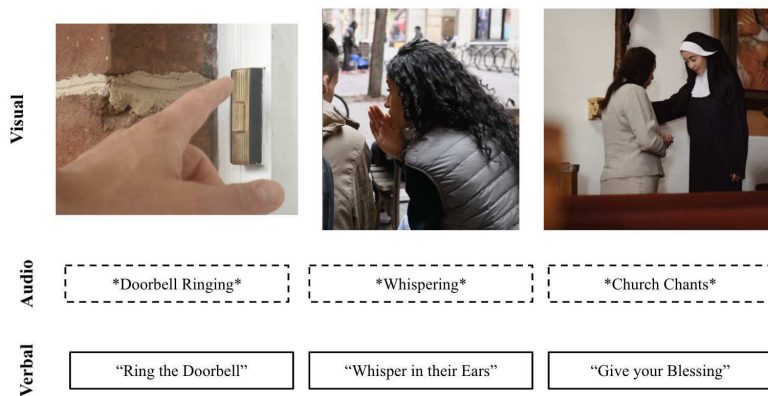 Visual
Audio
*Doorbell Ringing*
*Whispering*
*Church Chants*
Verbal
“Ring the Doorbell”
“Whisper in their Ears”
“Give your Blessing”